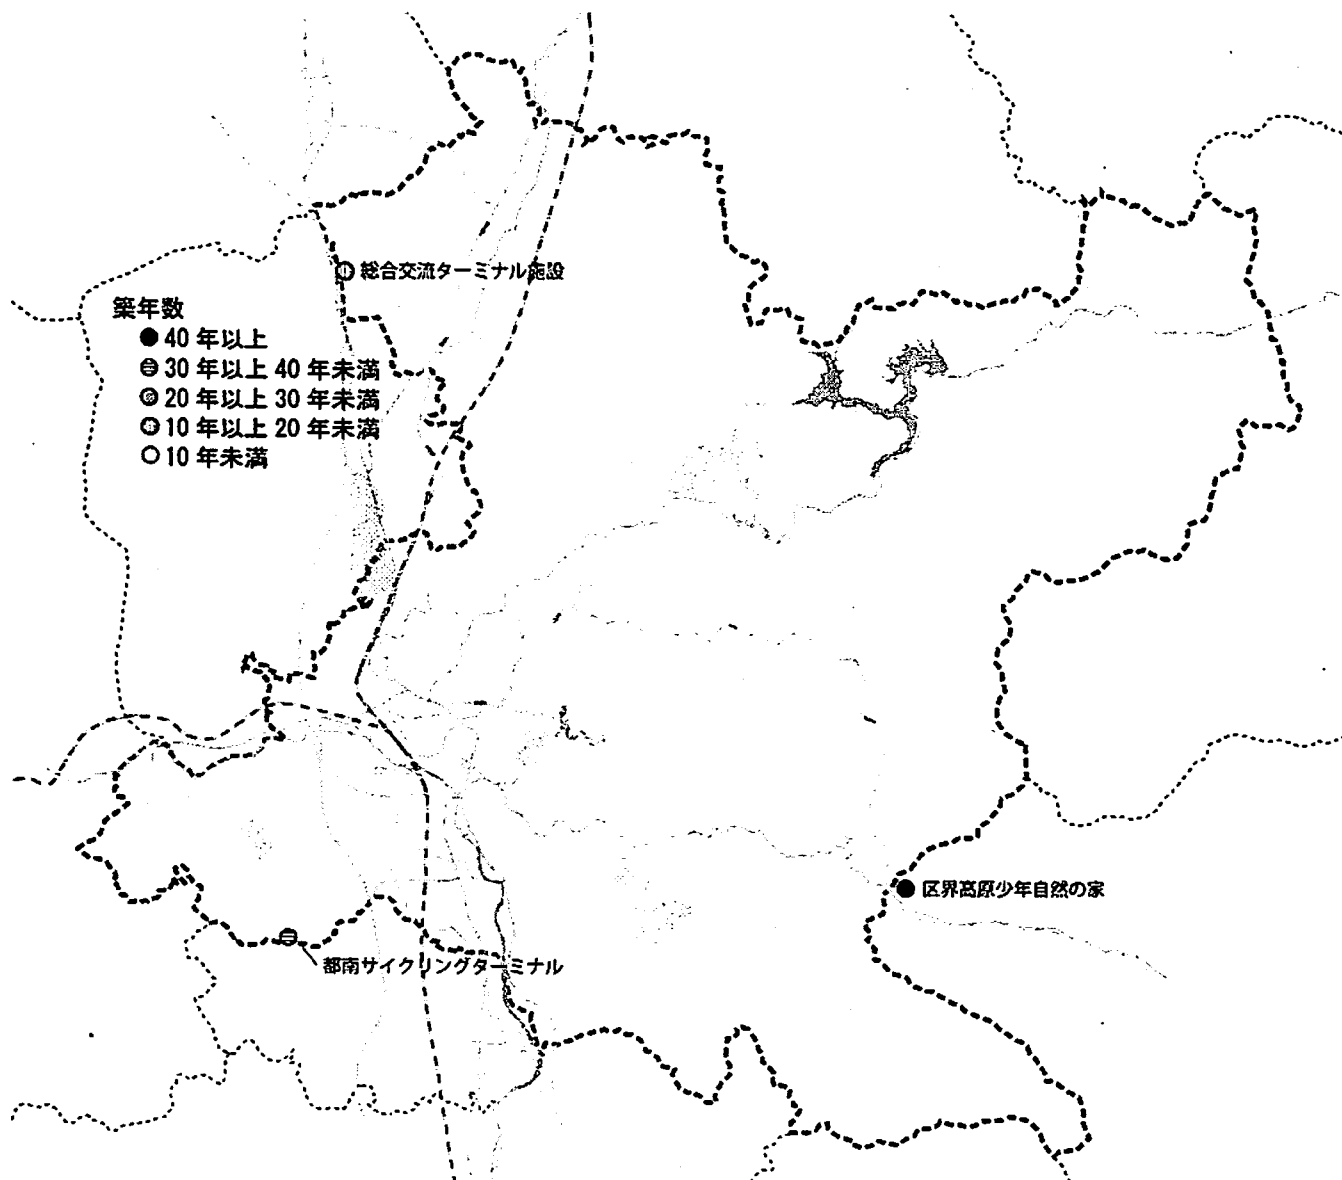 総合交流ターミナル施設
築年数
40 年以上
30 年以上 40 年未満
20 年以上 30 年未満
10 年以上 20 年未満
10 年未満
区界高原少年自然の家
都南サイクリングターミナル